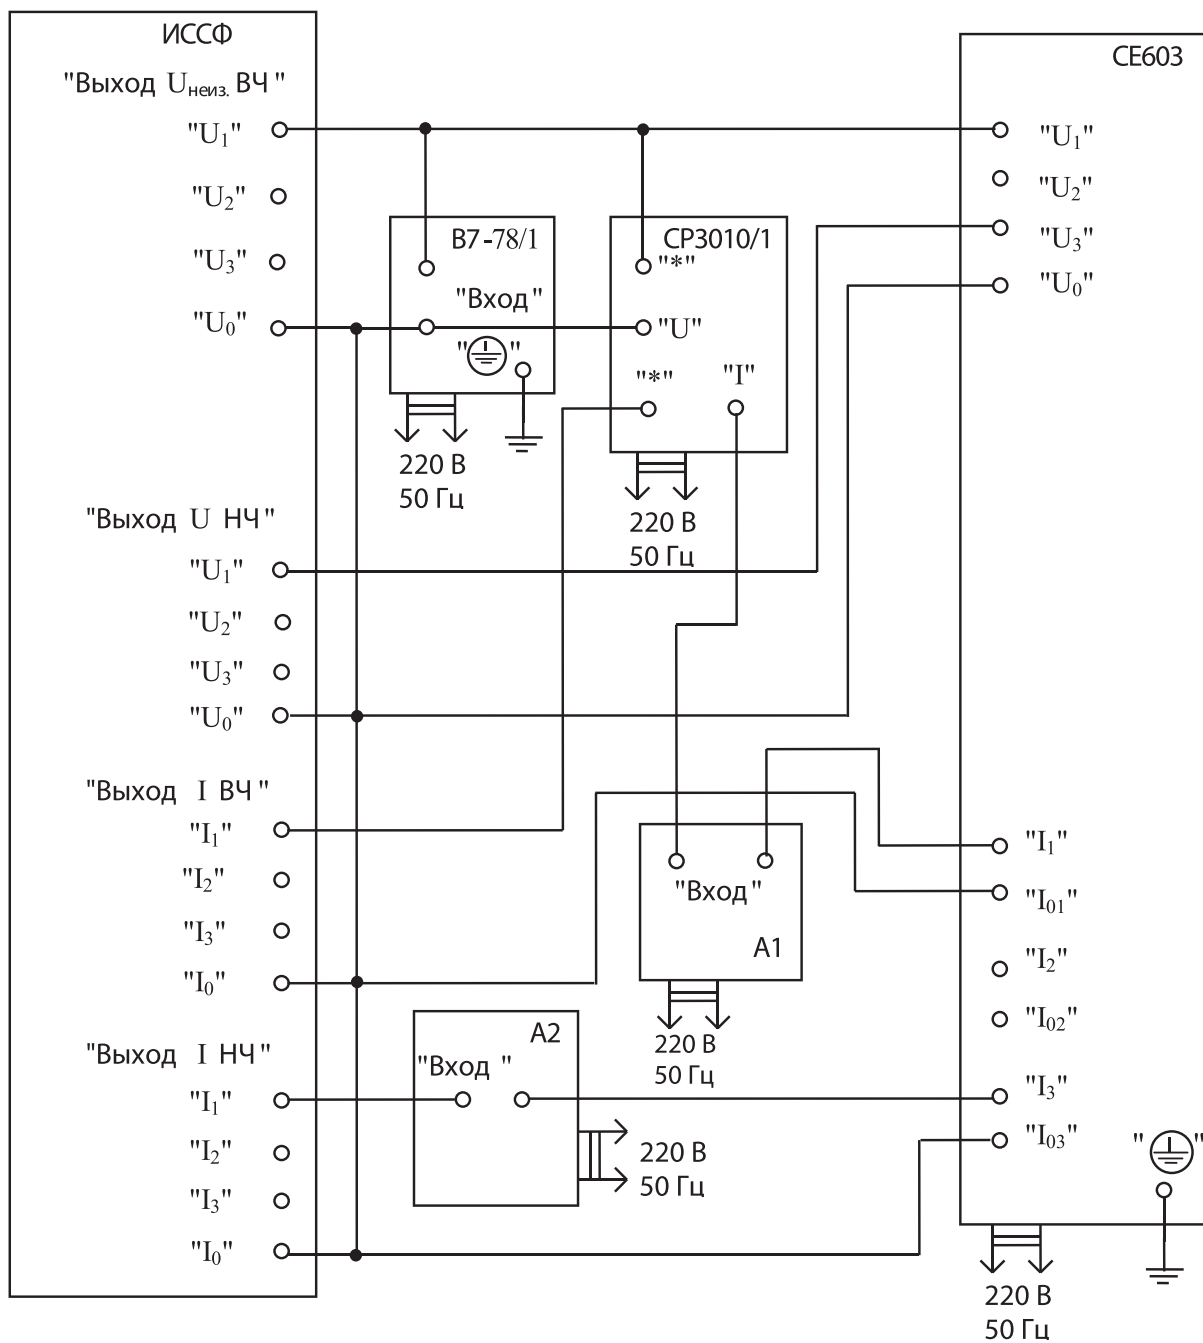 ИССФ
"Выход Uнеиз. ВЧ "
"U1"
"U2"
"U3"
"U0"
"Выход U НЧ "
"U1"
"U2"
"U3"
"U0"
"Выход I ВЧ "
"I1"
"I2"
"I3"
"I0"
"Выход I НЧ "
"I1"
"I2"
"I3"
"I0"
В7-78/1
"Вход "
" "
220 В
50 Гц
СР3010/1
"*"
"U"
"*" "I"
220 В
50 Гц
"Вход "
А1
220 В
50 Гц
А2
"Вход "
220 В
50 Гц
СЕ603
"U1"
"U2"
"U3"
"U0"
"I1"
"I01"
"I2"
"I02"
"I3"
"I03"
" "
220 В
50 Гц